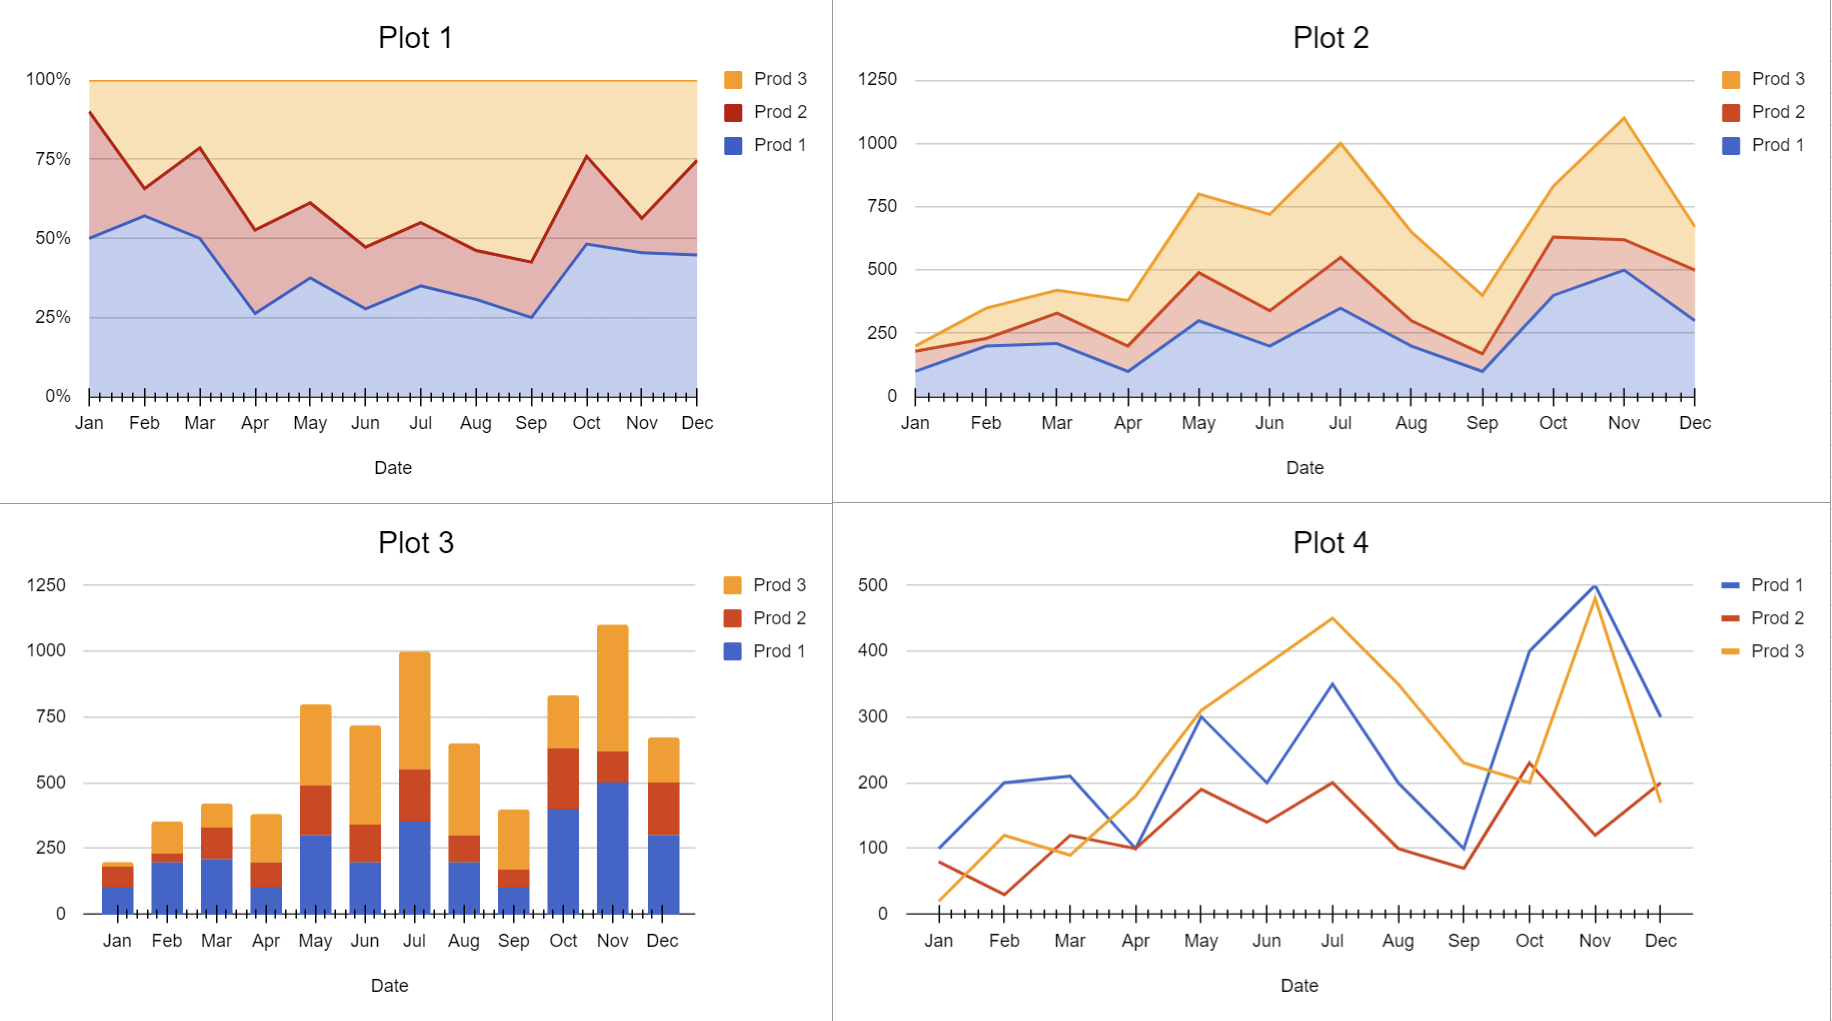 Plot 1
100%
75%
50%
25%
0%
Jan Feb Mar Apr May Jun Jul Aug Sep Oct Nov Dec
Date
Prod 3
Prod 2
Prod 1
Plot 2
1250
1000
750
500
250
0
Jan Feb Mar Apr May Jun Jul Aug Sep Oct Nov Dec
Date
Prod 3
Prod 2
Prod 1
Plot 3
1250
1000
750
500
250
0
Jan Feb Mar Apr May Jun Jul Aug Sep Oct Nov Dec
Date
Prod 3
Prod 2
Prod 1
Plot 4
500
400
300
200
100
0
Jan Feb Mar Apr May Jun Jul Aug Sep Oct Nov Dec
Date
Prod 1
Prod 2
Prod 3